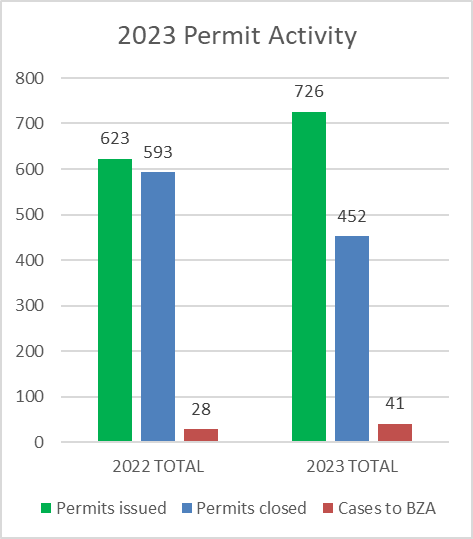 2023 Permit Activity
800
700
600
500
400
300
200
100
0
623
593
28
726
452
41
2022 TOTAL
2023 TOTAL
Permits issued
Permits closed
Cases to BZA